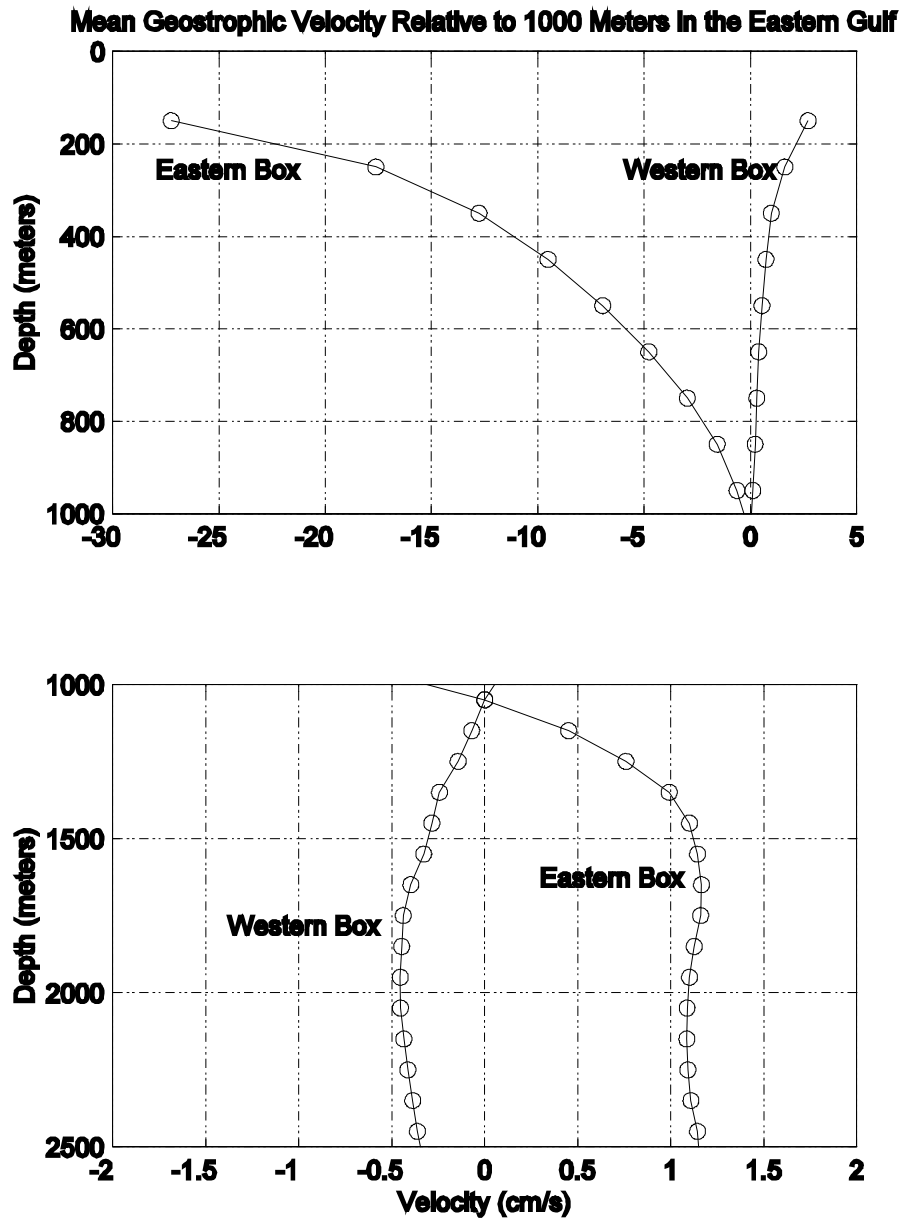 Mean Geostrophic Velocity Relative to 1000 Meters in the Eastern Gulf
0
200
400
600
800
1000
Depth (meters)
Eastern Box
Western Box
-30 -25 -20 -15 -10 -5 0 5
1000
1500
2000
2500
Depth (meters)
Eastern Box
Western Box
-2 -1.5 -1 -0.5 0 0.5 1 1.5 2
Velocity (cm/s)